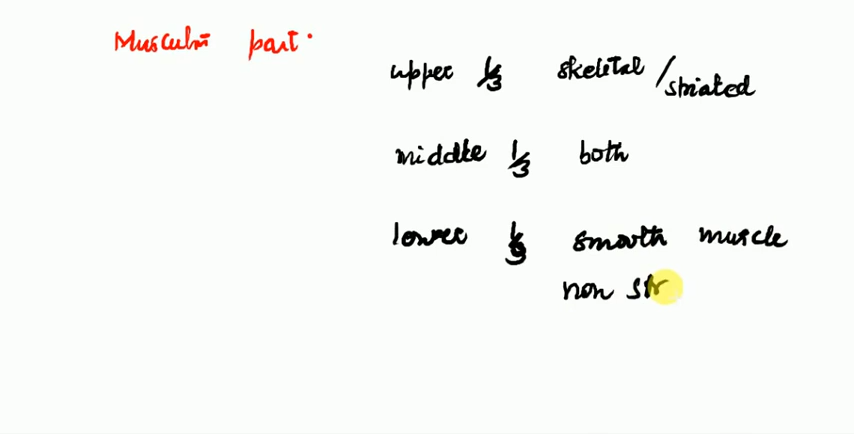 Muscular part.
upper 1/3 skeletal / striated
middle 1/3 both
lower 1/3 smooth muscle
non str